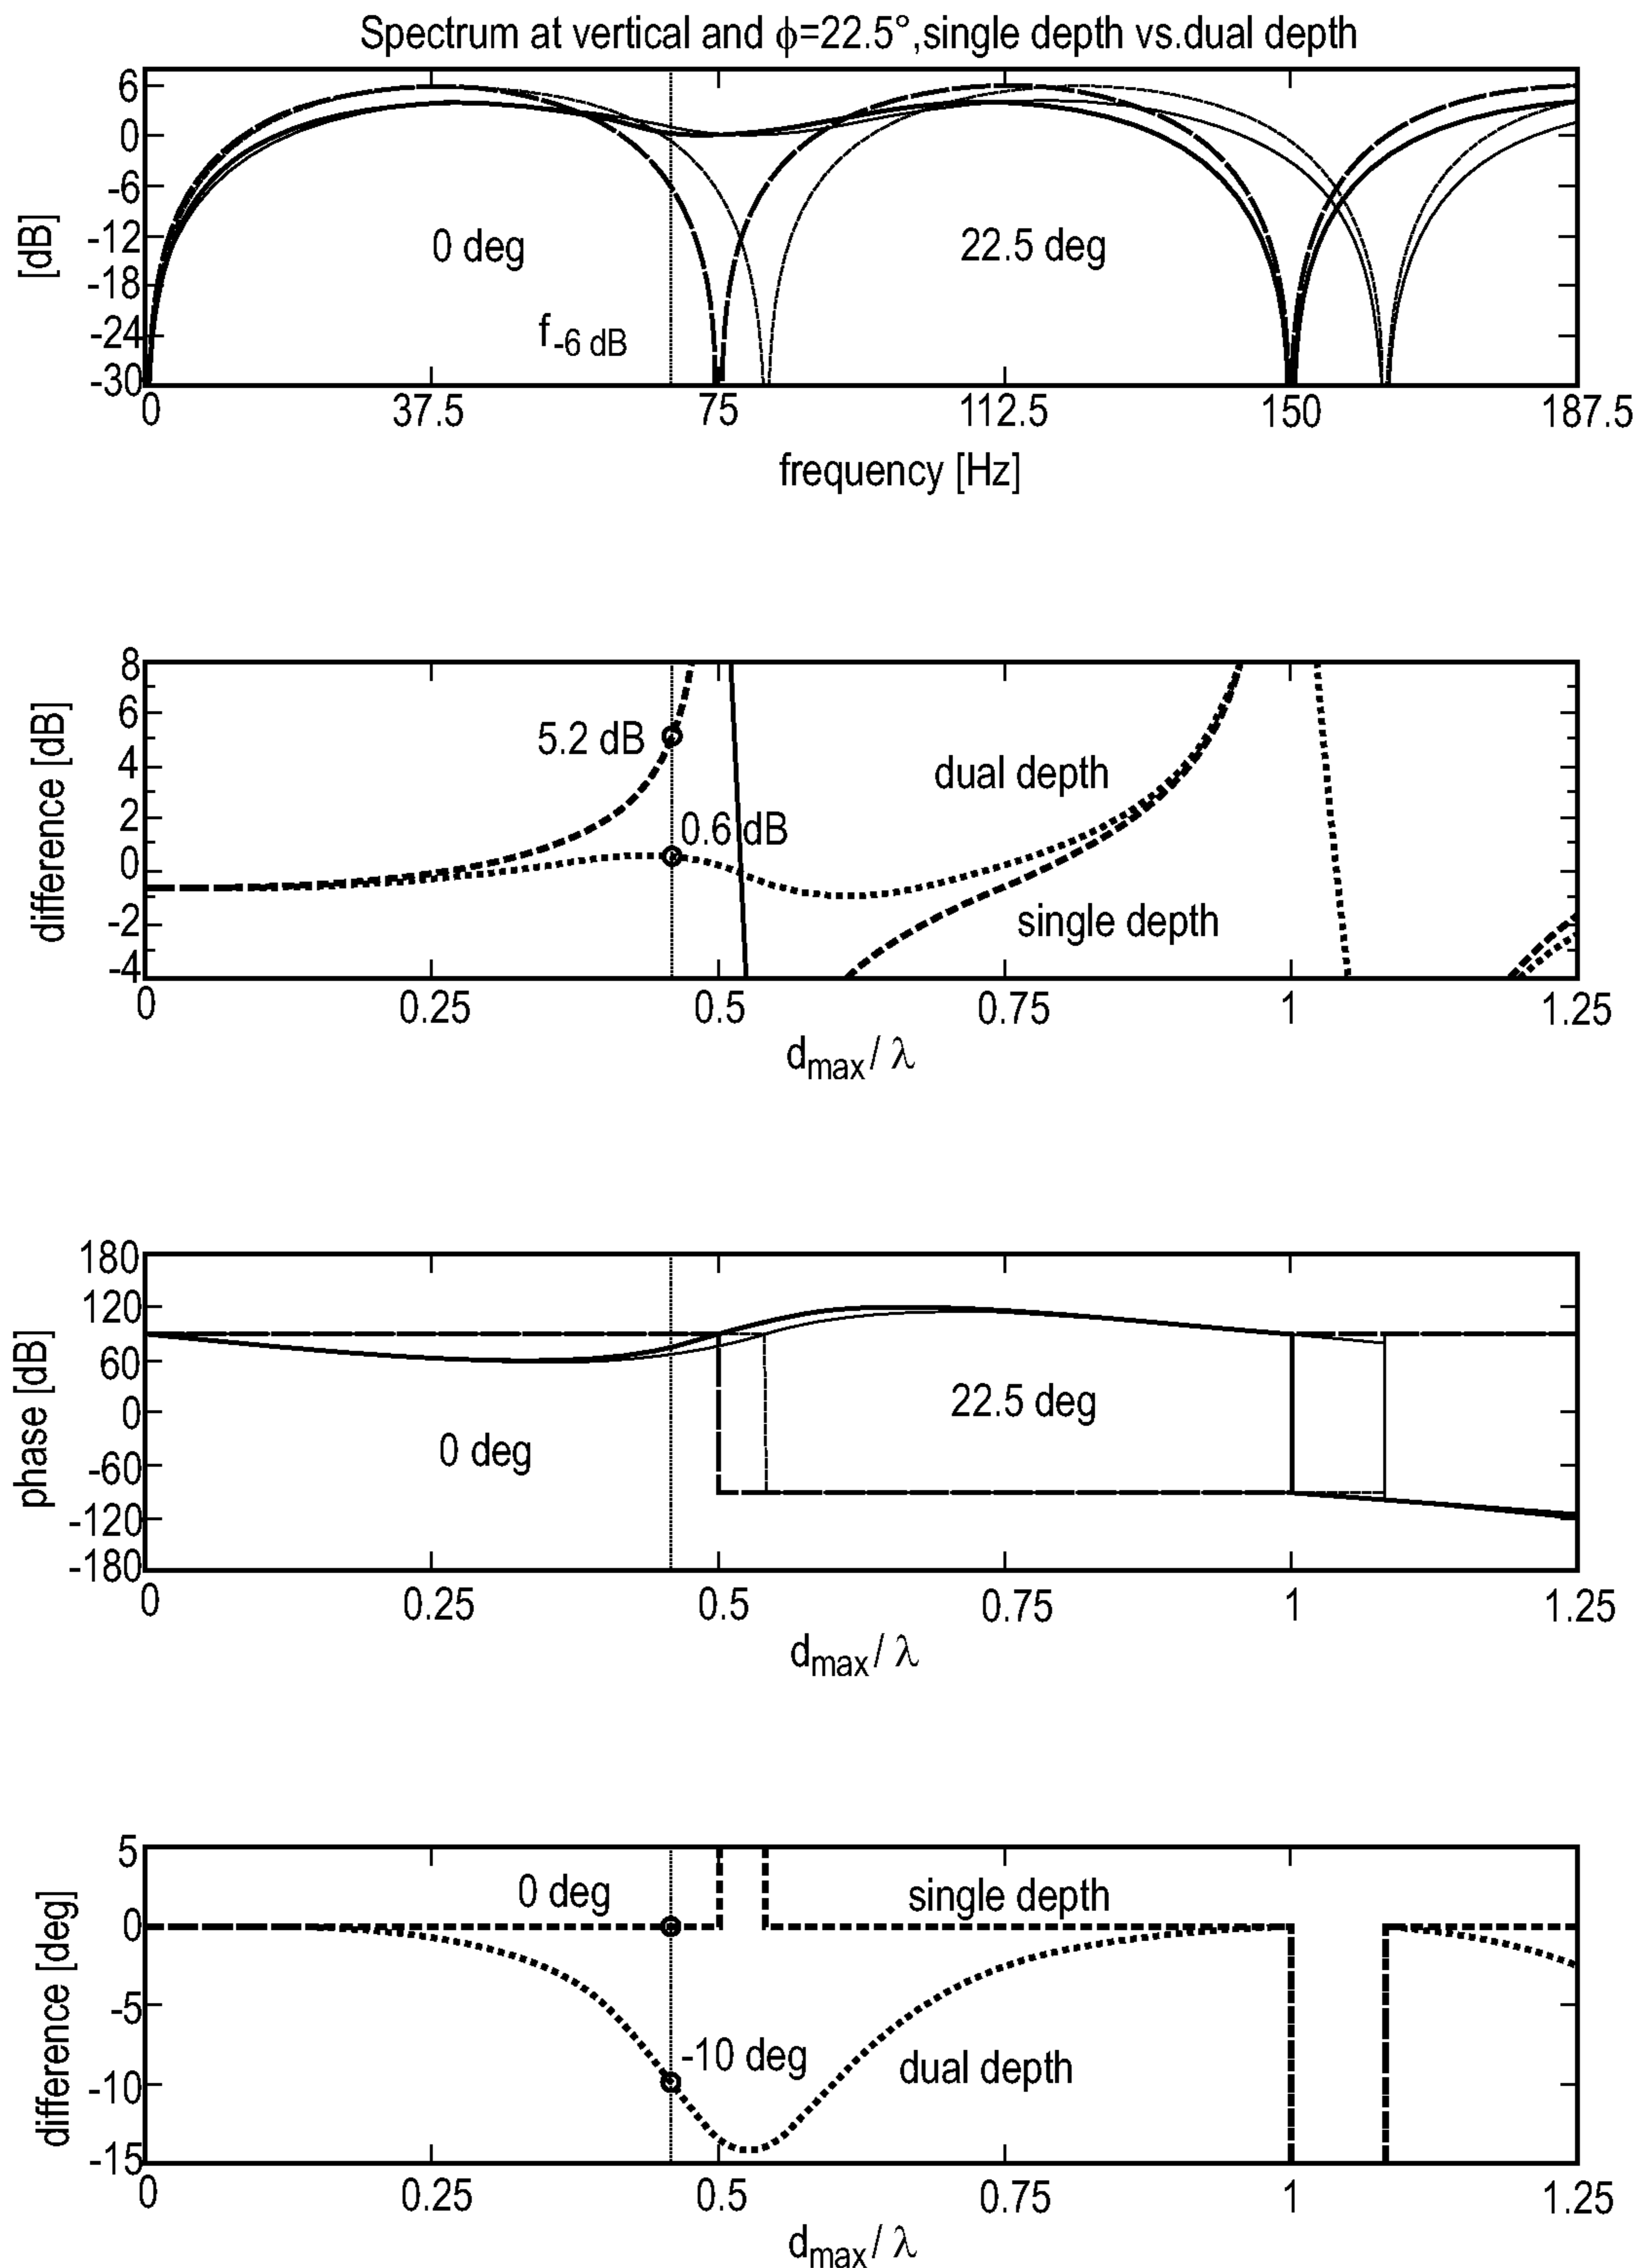 Spectrum at vertical and ϕ=22.5°,single depth vs.dual depth
6
0
-6
-12
-18
-24
-30
[dB]
0 deg
22.5 deg
f-6 dB
0
37.5
75
112.5
150
187.5
frequency [Hz]
8
6
4
2
0
-2
-4
difference [dB]
5.2 dB
0.6 dB
dual depth
single depth
0
0.25
0.5
0.75
1
1.25
dmax/ λ
180
120
60
0
-60
-120
-180
phase [dB]
22.5 deg
0 deg
0
0.25
0.5
0.75
1
1.25
dmax/ λ
5
0
-5
-10
-15
difference [deg]
0 deg
single depth
-10 deg
dual depth
0
0.25
0.5
0.75
1
1.25
dmax/ λ